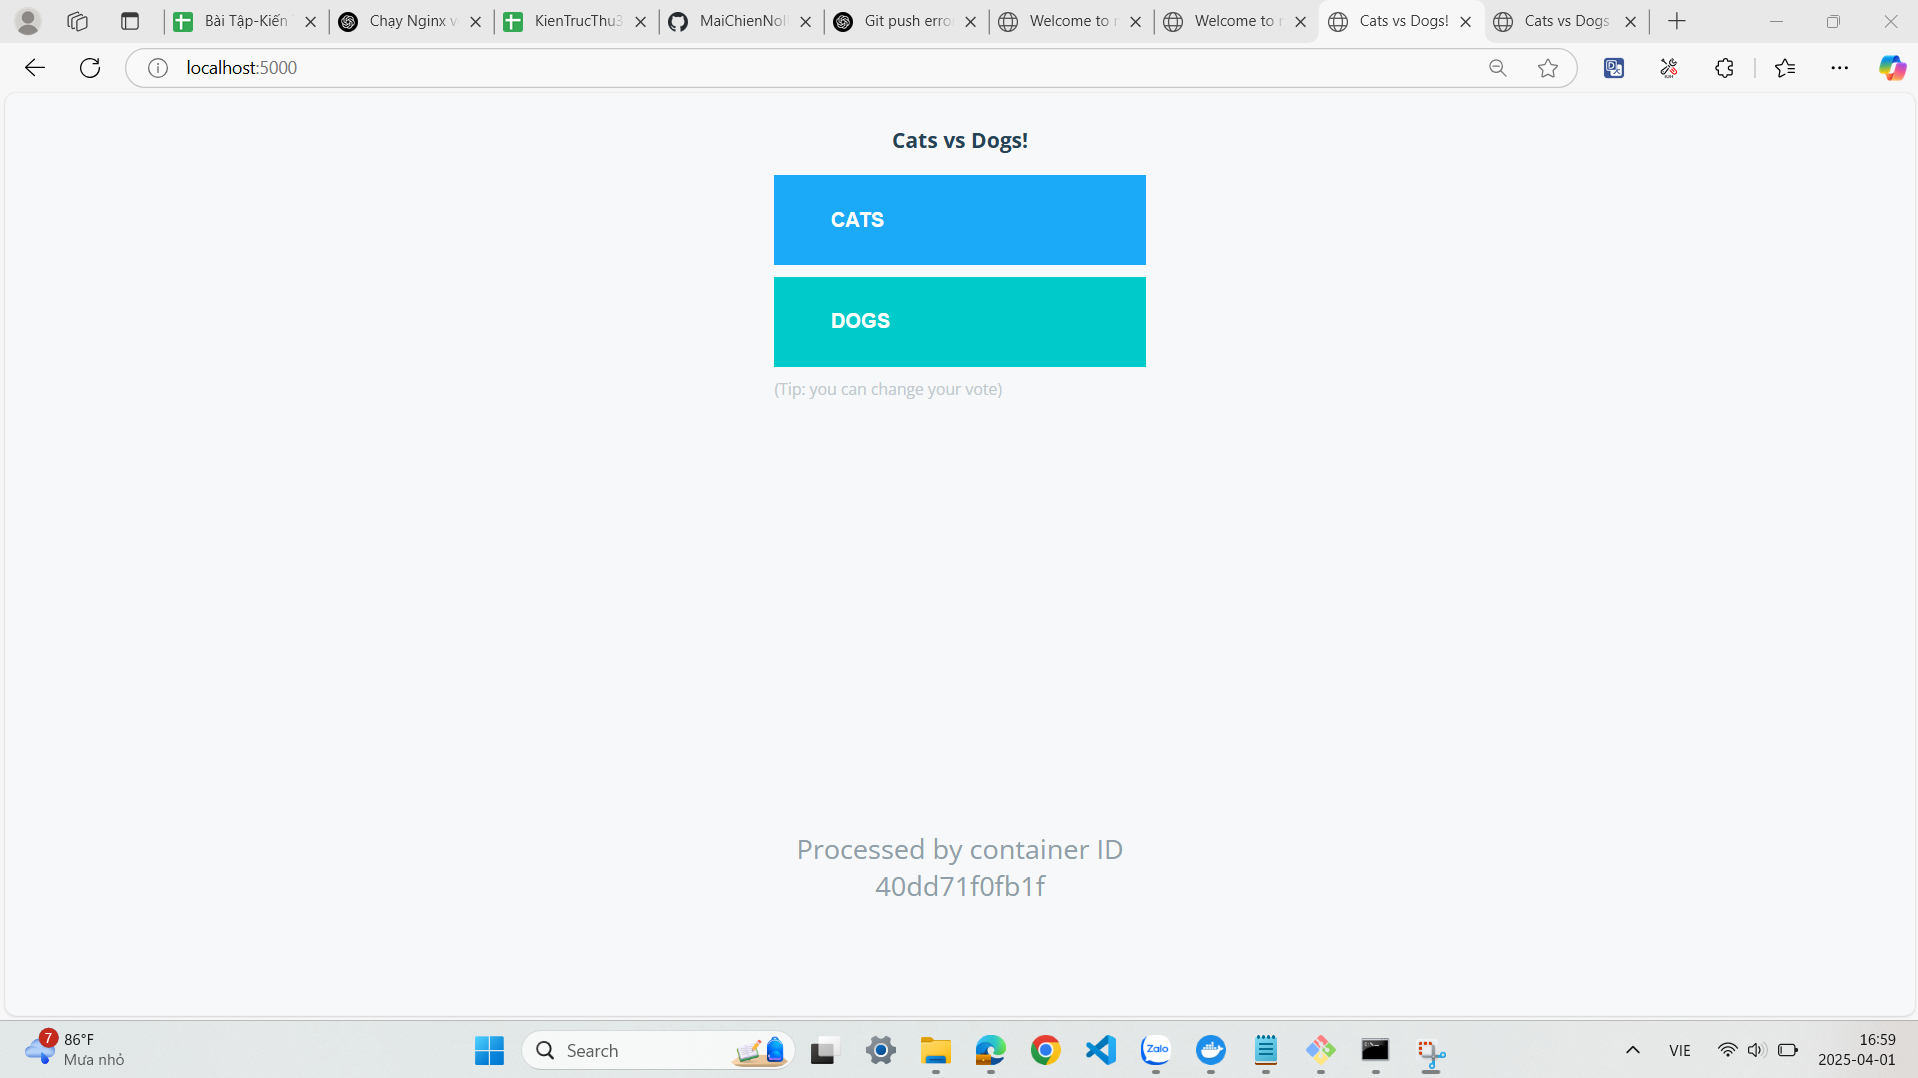 Bài Tập-Kiến
Chạy Nginx v
KienTrucThu3
MaiChienNoll
Git push erro
Welcome to r
Welcome to r
Cats vs Dogs!
Cats vs Dogs
localhost:5000
Cats vs Dogs!
CATS
DOGS
(Tip: you can change your vote)
Processed by container ID
40dd71f0fb1f
7
86°F
Mưa nhỏ
Search
Zalo
VIE
16:59
2025-04-01